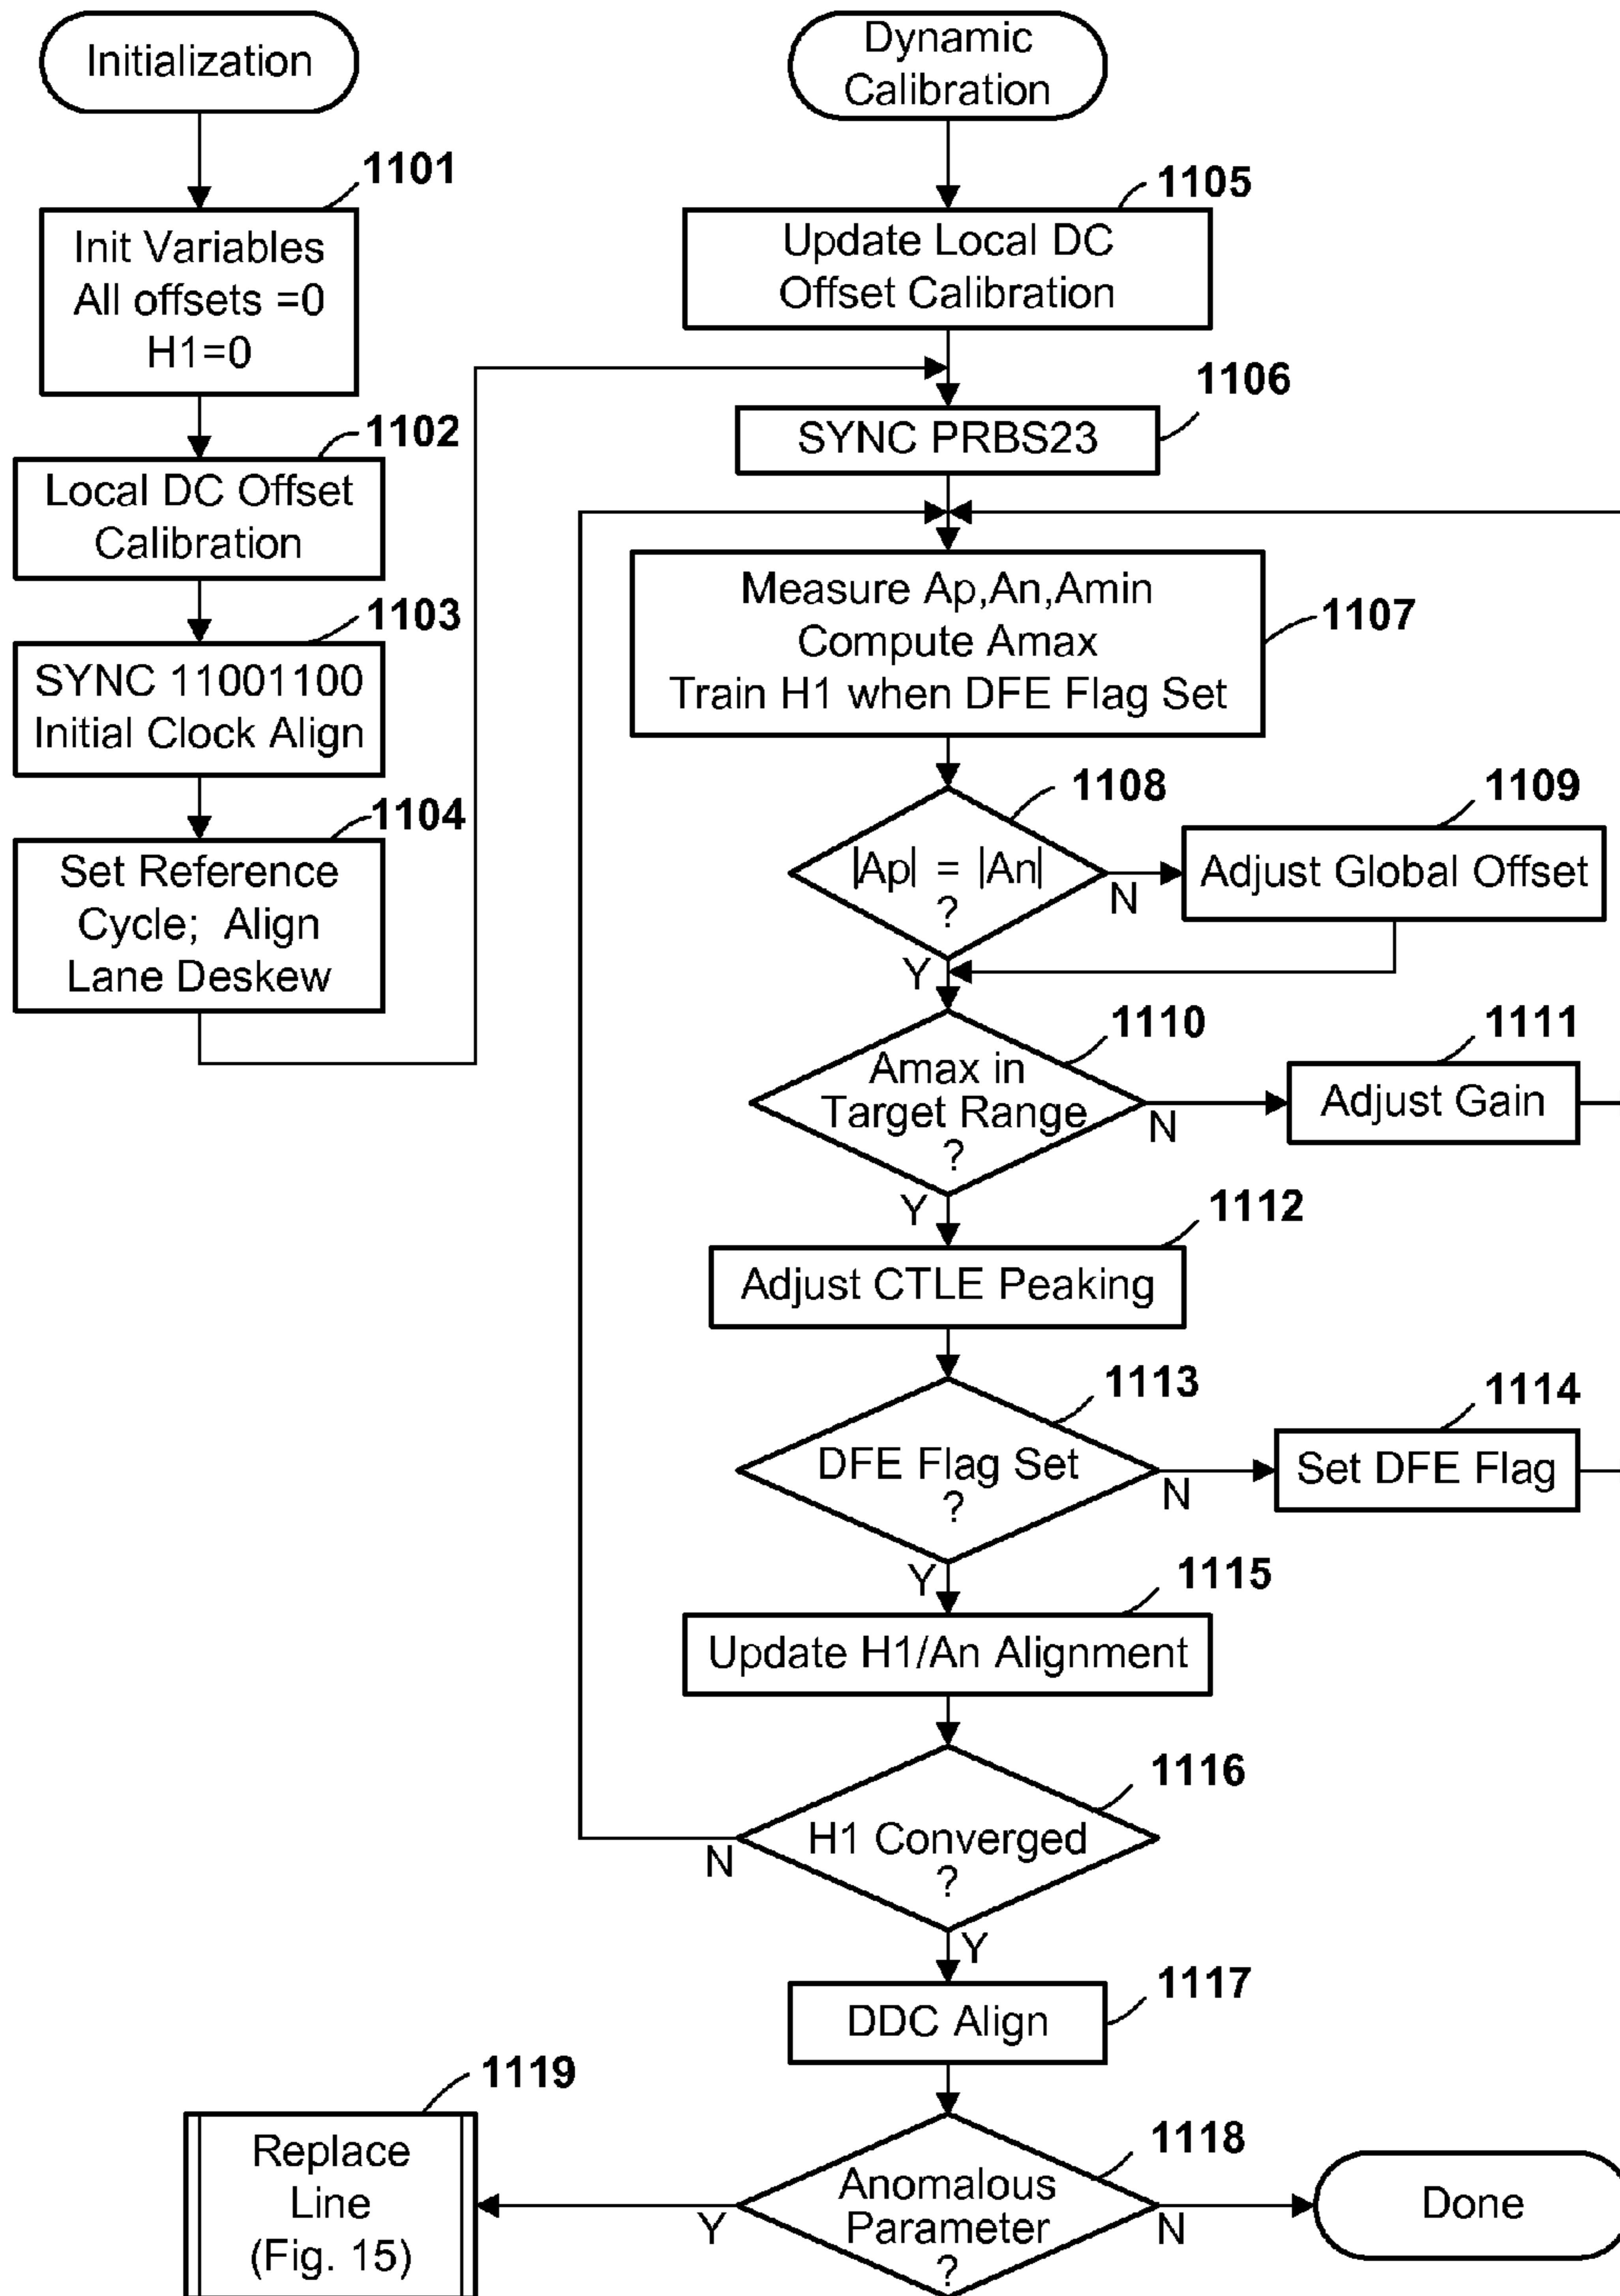 Initialization
1101
Init Variables
All offsets =0
H1=0
1102
Local DC Offset
Calibration
1103
SYNC 11001100
Initial Clock Align
1104
Set Reference
Cycle; Align
Lane Deskew
Dynamic
Calibration
1105
Update Local DC
Offset Calibration
1106
SYNC PRBS23
1107
Measure Ap,An,Amin
Compute Amax
Train H1 when DFE Flag Set
1108
|Ap| = |An|
?
N
Y
1109
Adjust Global Offset
1110
Amax in
Target Range
?
N
Y
1111
Adjust Gain
1112
Adjust CTLE Peaking
1113
DFE Flag Set
?
N
Y
1114
Set DFE Flag
1115
Update H1/An Alignment
1116
H1 Converged
?
N
Y
1117
DDC Align
1118
Anomalous
Parameter
?
Y
N
1119
Replace
Line
(Fig. 15)
Done